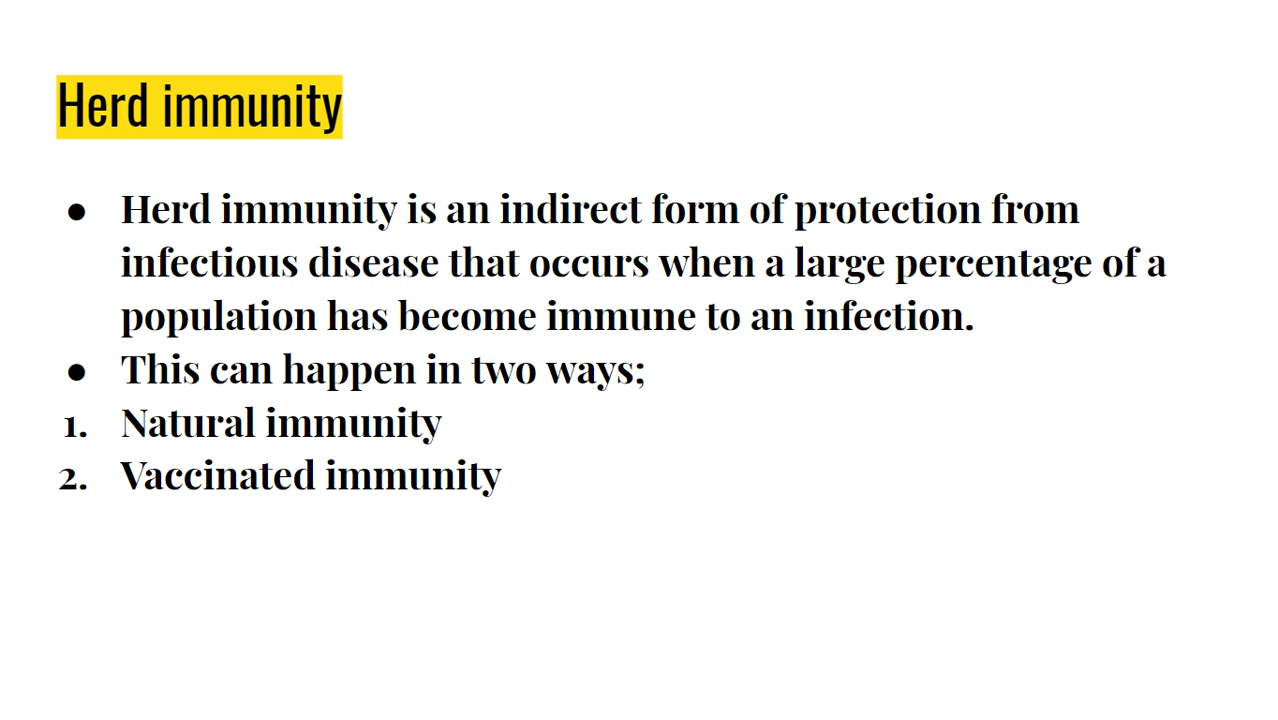 Herd immunity
● Herd immunity is an indirect form of protection from
infectious disease that occurs when a large percentage of a
population has become immune to an infection.
● This can happen in two ways;
1. Natural immunity
2. Vaccinated immunity